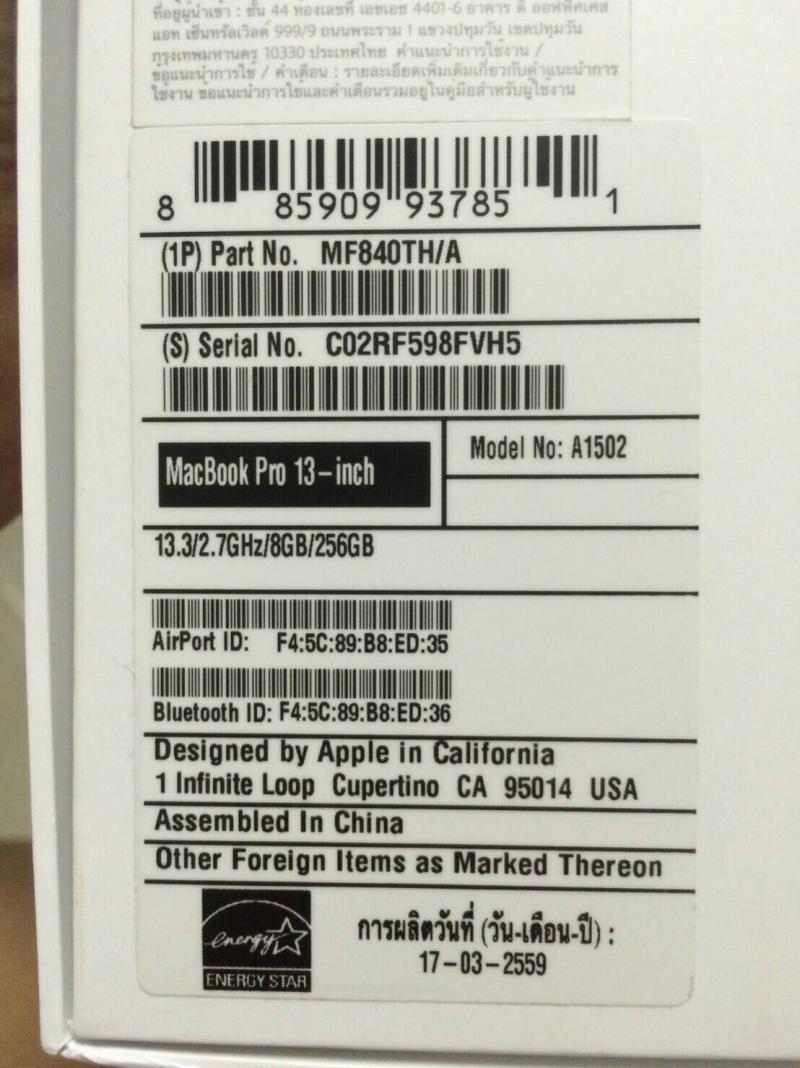 ที่อยู่ผู้นำเข้า : ชั้น 44 ห้องเลขที่ เอชเอช 4401-6 อาคาร ดิ ออฟฟิศเศส
แอท เซ็นทรัลเวิลด์ 999/9 ถนนพระราม 1 แขวงปทุมวัน เขตปทุมวัน
กรุงเทพมหานคร 10330 ประเทศไทย คำแนะนำการใช้งาน /
ข้อแนะนำการใช้ / คำเตือน : รายละเอียดเพิ่มเติมเกี่ยวกับคำแนะนำการ
ใช้งาน ข้อแนะนำการใช้และคำเตือนรวมอยู่ในคู่มือสำหรับผู้ใช้งาน
8 85909 93785 1
(1P) Part No. MF840TH/A
(S) Serial No. C02RF598FVH5
MacBook Pro 13-inch
Model No: A1502
13.3/2.7GHz/8GB/256GB
AirPort ID: F4:5C:89:B8:ED:35
Bluetooth ID: F4:5C:89:B8:ED:36
Designed by Apple in California
1 Infinite Loop Cupertino CA 95014 USA
Assembled In China
Other Foreign Items as Marked Thereon
energy
ENERGY STAR
การผลิตวันที่ (วัน-เดือน-ปี) :
17-03-2559